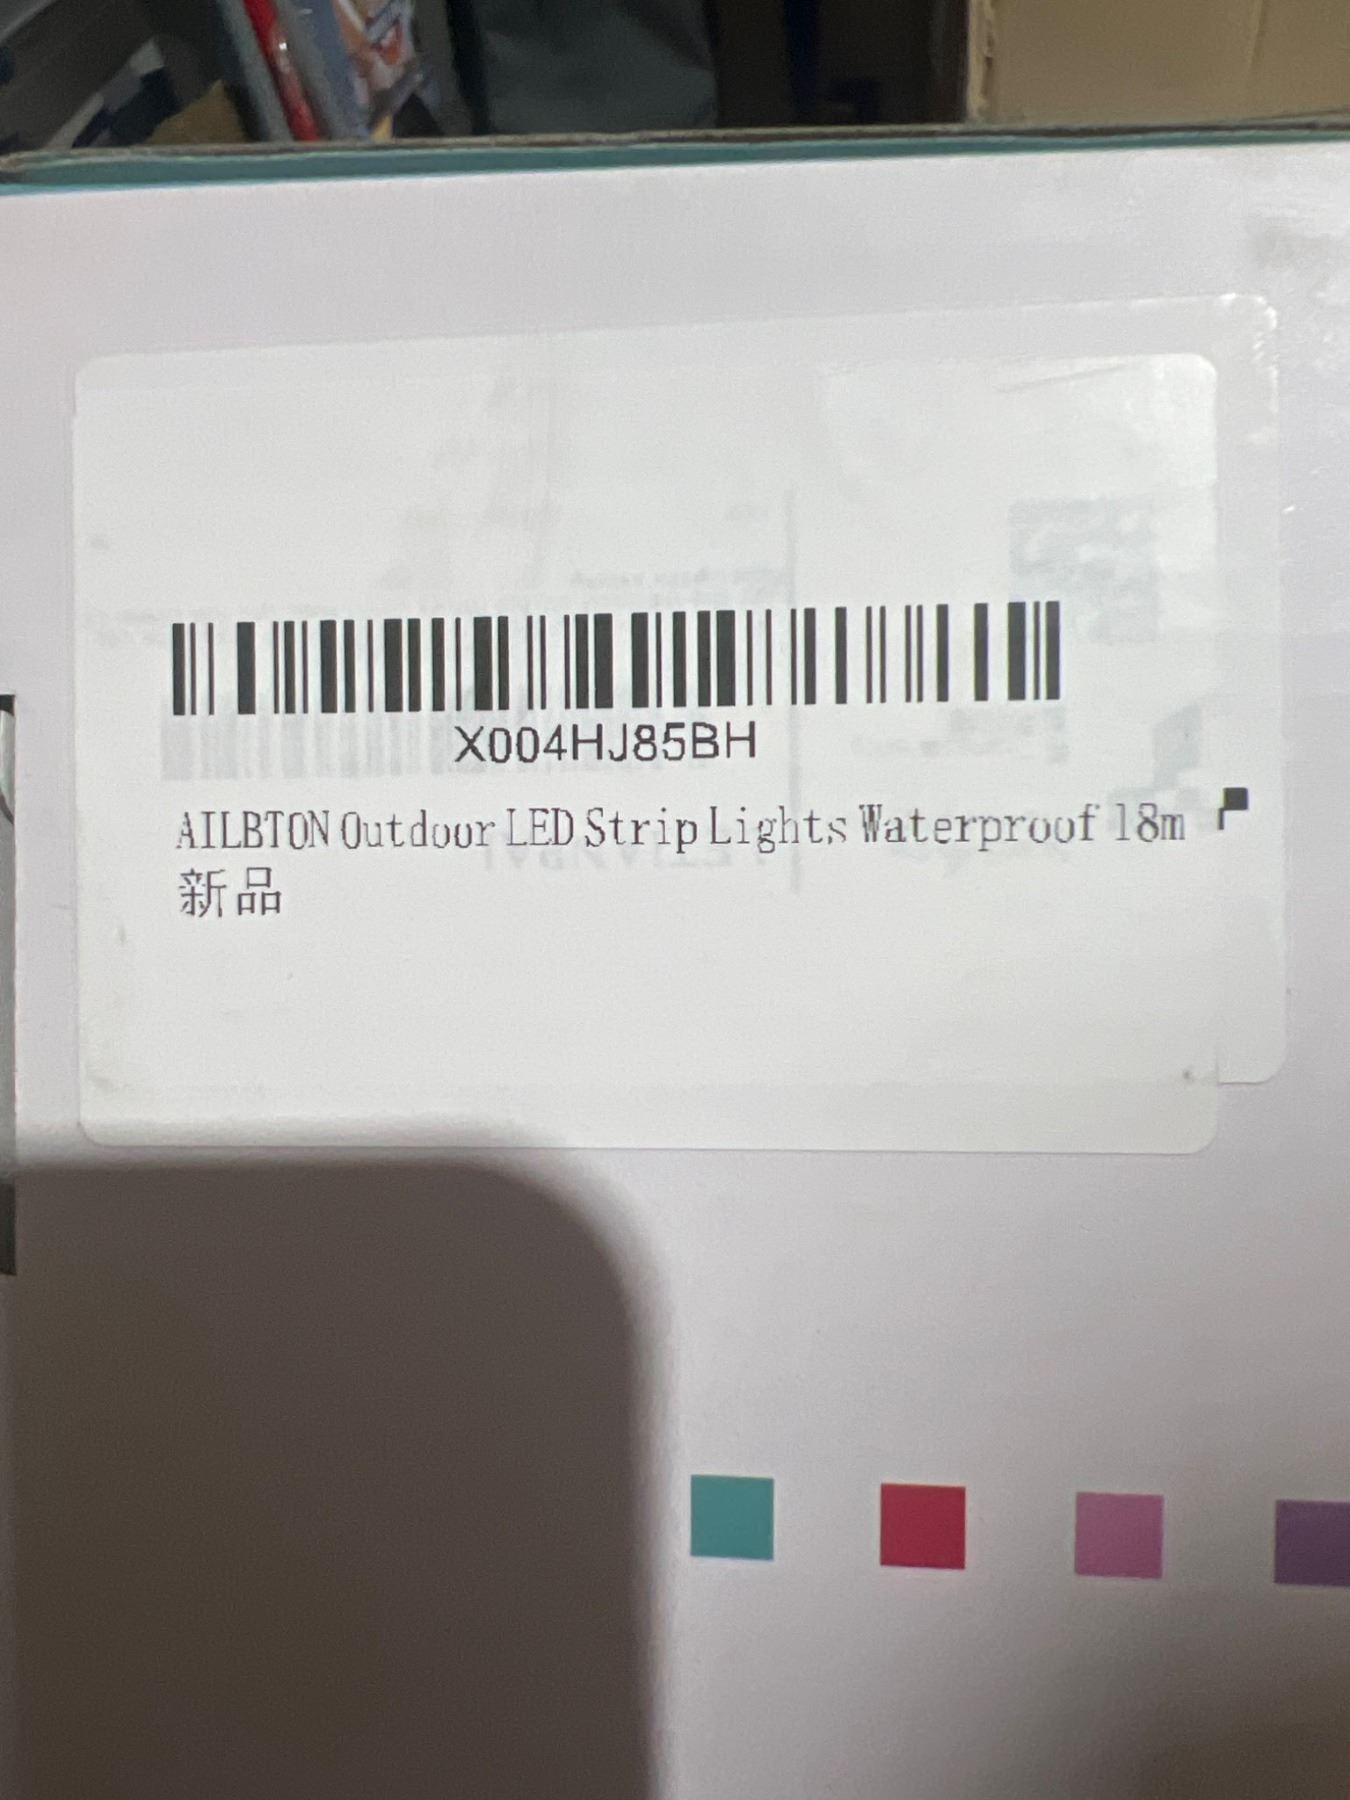 X004HJ85BH
AILBTON Outdoor LED Strip Lights Waterproof 18m
新品